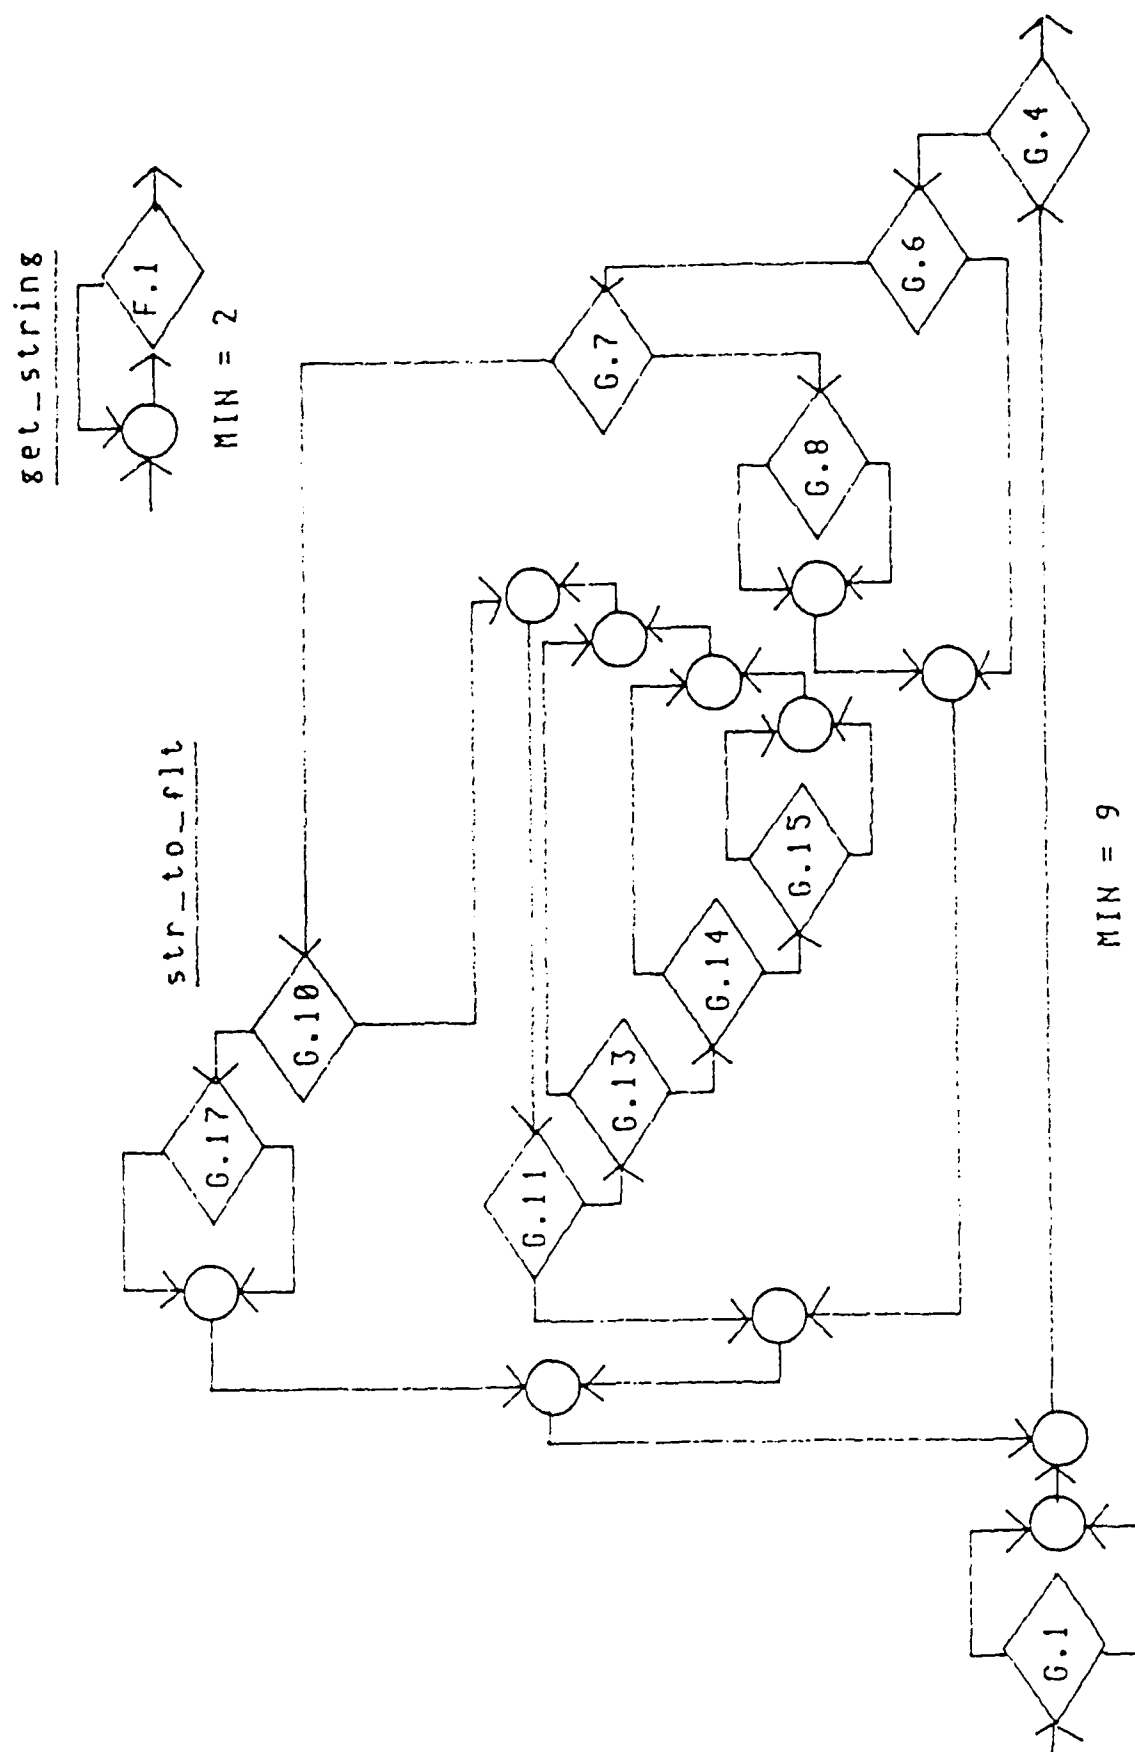 get_string
F.1
MIN = 2
str_to_flt
G.17
G.10
G.7
G.6
G.4
G.8
G.11
G.13
G.14
G.15
G.1
MIN = 9